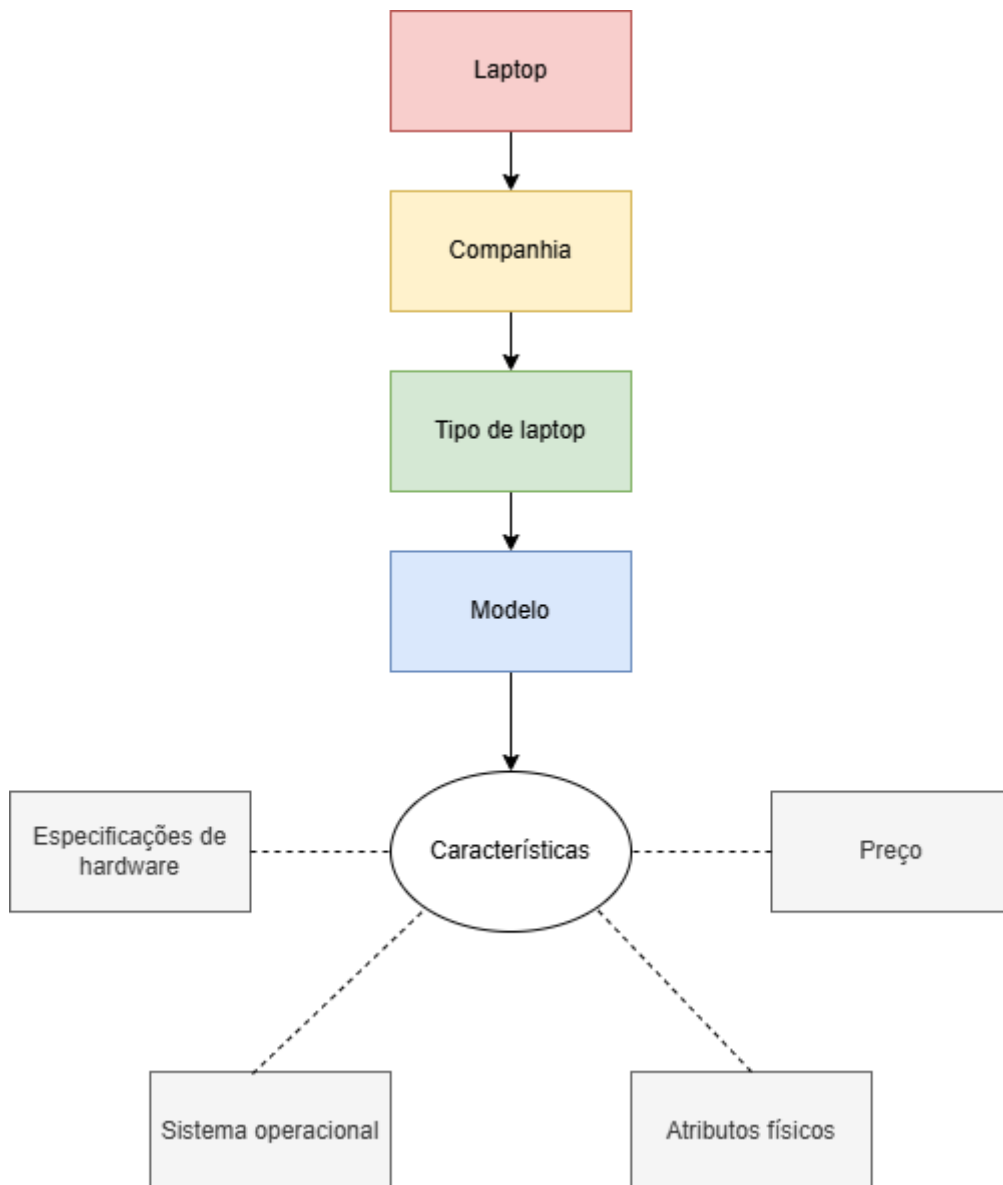 Laptop
Companhia
Tipo de laptop
Modelo
Especificações de
hardware
Características
Preço
Sistema operacional
Atributos físicos